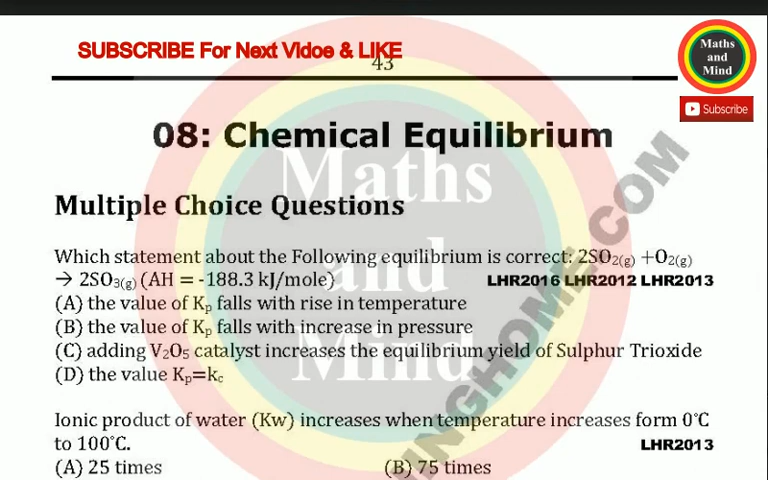 SUBSCRIBE For Next Vidoe & LIKE
43
Maths
and
Mind
Subscribe
08: Chemical Equilibrium
Maths
and
Mind
Multiple Choice Questions
Which statement about the Following equilibrium is correct: 2SO₂(g) +O₂(g)
→ 2SO₃(g) (AH = -188.3 kJ/mole) LHR2016 LHR2012 LHR2013
(A) the value of Kₚ falls with rise in temperature
(B) the value of Kₚ falls with increase in pressure
(C) adding V₂O₅ catalyst increases the equilibrium yield of Sulphur Trioxide
(D) the value Kₚ=k꜀
Ionic product of water (Kw) increases when temperature increases form 0°C
to 100°C. LHR2013
(A) 25 times (B) 75 times
INGHOME.COM